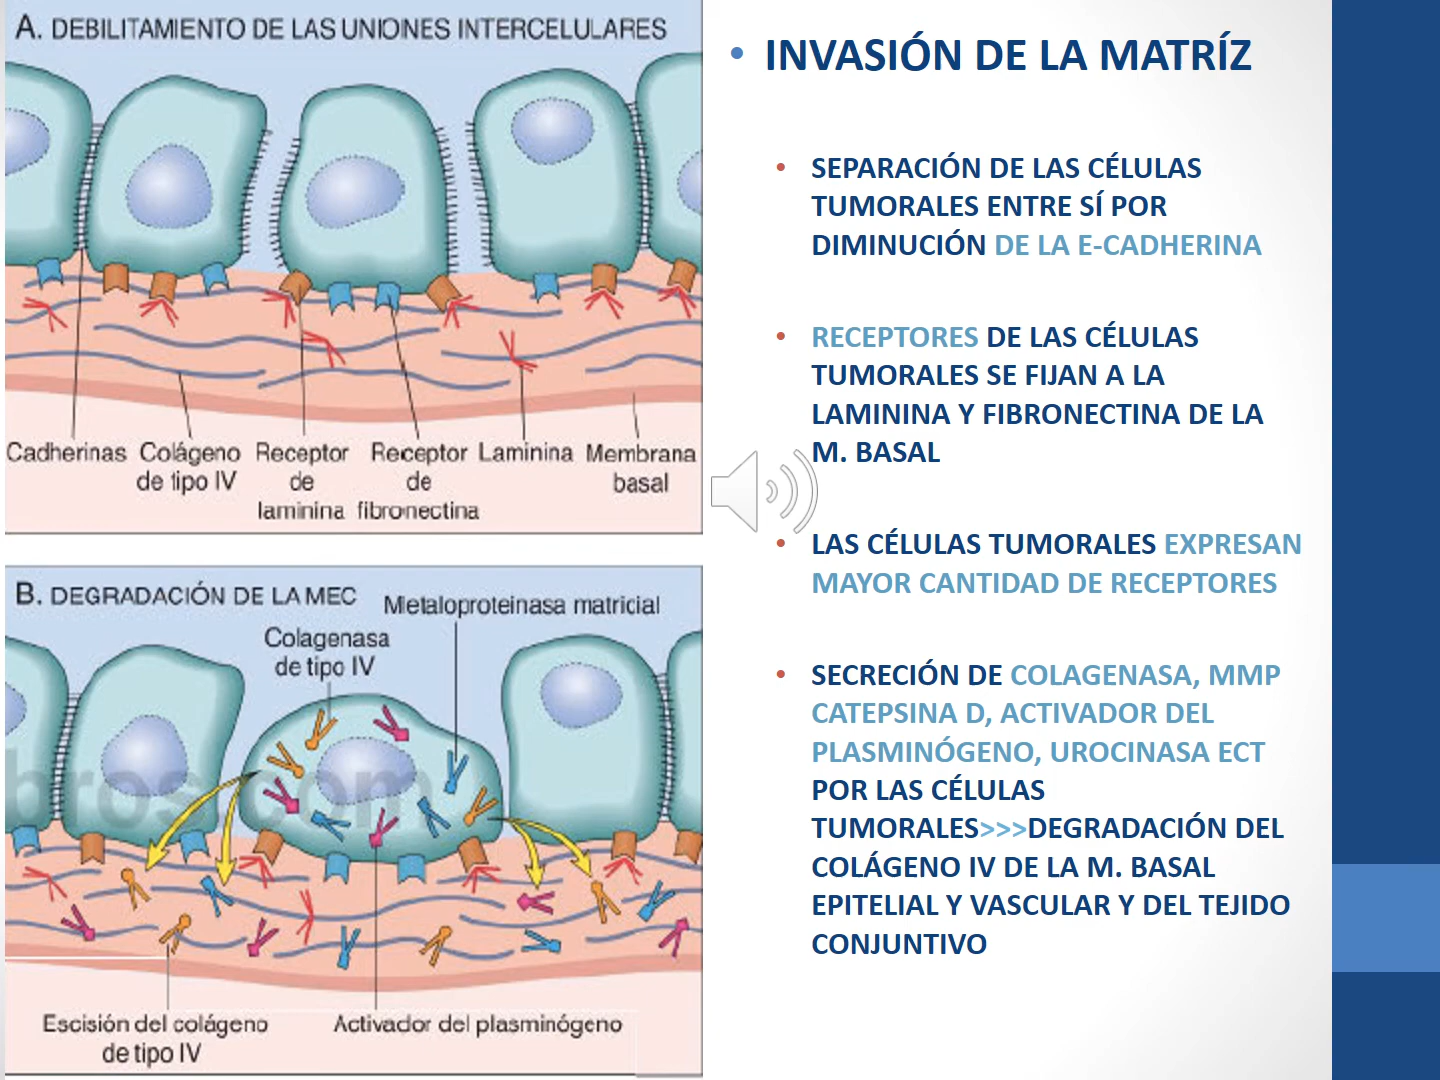 A. DEBILITAMIENTO DE LAS UNIONES INTERCELULARES
Cadherinas
Colágeno
de tipo IV
Receptor
de
laminina
Receptor
de
fibronectina
Laminina
Membrana
basal
B. DEGRADACIÓN DE LA MEC
Metaloproteinasa matricial
Colagenasa
de tipo IV
bros.com
Escisión del colágeno
de tipo IV
Activador del plasminógeno
• INVASIÓN DE LA MATRÍZ
• SEPARACIÓN DE LAS CÉLULAS
TUMORALES ENTRE SÍ POR
DIMINUCIÓN DE LA E-CADHERINA
• RECEPTORES DE LAS CÉLULAS
TUMORALES SE FIJAN A LA
LAMININA Y FIBRONECTINA DE LA
M. BASAL
• LAS CÉLULAS TUMORALES EXPRESAN
MAYOR CANTIDAD DE RECEPTORES
• SECRECIÓN DE COLAGENASA, MMP
CATEPSINA D, ACTIVADOR DEL
PLASMINÓGENO, UROCINASA ECT
POR LAS CÉLULAS
TUMORALES>>>DEGRADACIÓN DEL
COLÁGENO IV DE LA M. BASAL
EPITELIAL Y VASCULAR Y DEL TEJIDO
CONJUNTIVO